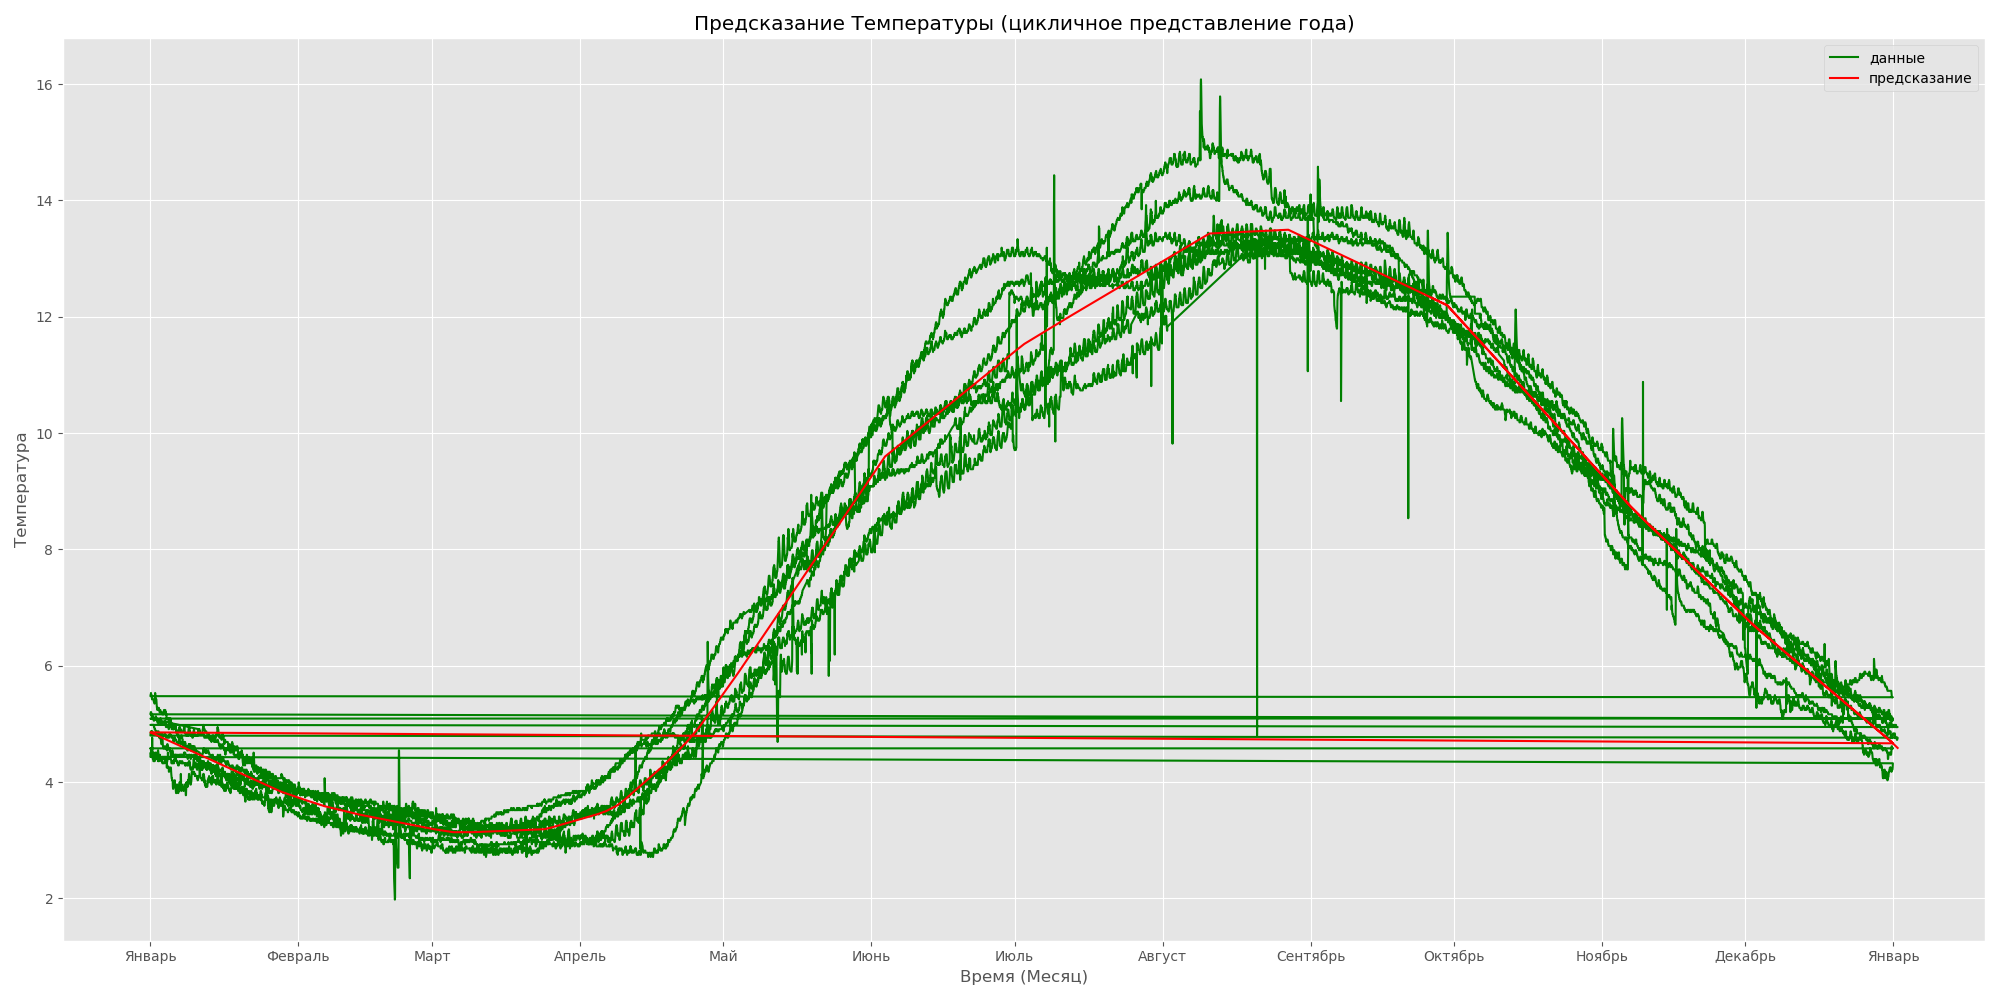 Предсказание Температуры (цикличное представление года)
данные
предсказание
Температура
16
14
12
10
8
6
4
2
Январь Февраль Март Апрель Май Июнь Июль Август Сентябрь Октябрь Ноябрь Декабрь Январь
Время (Месяц)